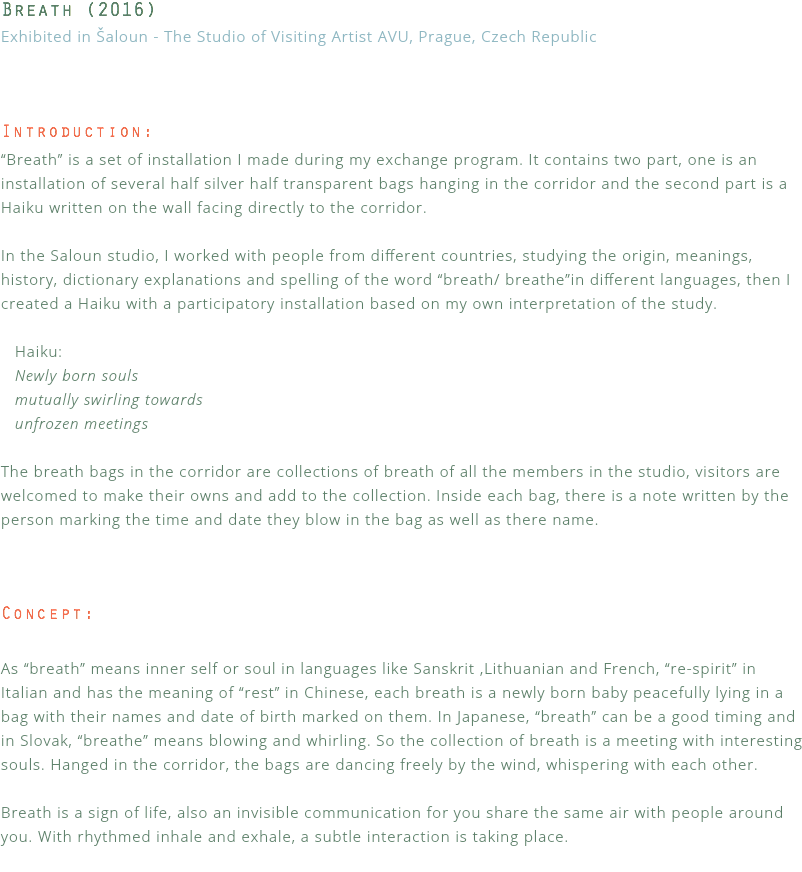 Breath (2016)
Exhibited in Šaloun - The Studio of Visiting Artist AVU, Prague, Czech Republic
Introduction:
“Breath” is a set of installation I made during my exchange program. It contains two part, one is an
installation of several half silver half transparent bags hanging in the corridor and the second part is a
Haiku written on the wall facing directly to the corridor.
In the Saloun studio, I worked with people from different countries, studying the origin, meanings,
history, dictionary explanations and spelling of the word “breath/ breathe”in different languages, then I
created a Haiku with a participatory installation based on my own interpretation of the study.
Haiku:
Newly born souls
mutually swirling towards
unfrozen meetings
The breath bags in the corridor are collections of breath of all the members in the studio, visitors are
welcomed to make their owns and add to the collection. Inside each bag, there is a note written by the
person marking the time and date they blow in the bag as well as there name.
Concept:
As “breath” means inner self or soul in languages like Sanskrit ,Lithuanian and French, “re-spirit” in
Italian and has the meaning of “rest” in Chinese, each breath is a newly born baby peacefully lying in a
bag with their names and date of birth marked on them. In Japanese, “breath” can be a good timing and
in Slovak, “breathe” means blowing and whirling. So the collection of breath is a meeting with interesting
souls. Hanged in the corridor, the bags are dancing freely by the wind, whispering with each other.
Breath is a sign of life, also an invisible communication for you share the same air with people around
you. With rhythmed inhale and exhale, a subtle interaction is taking place.